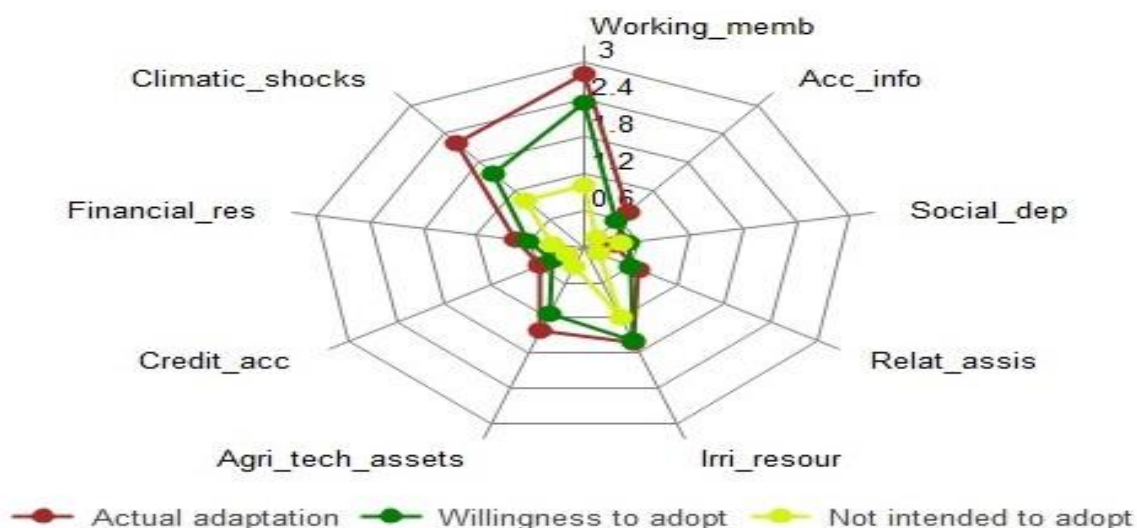 Working_memb
3
Climatic_shocks
Acc_info
2.4
1.8
1.2
0.6
Financial_res
Social_dep
Credit_acc
Relat_assis
Agri_tech_assets
Irri_resour
Actual adaptation Willingness to adopt Not intended to adopt